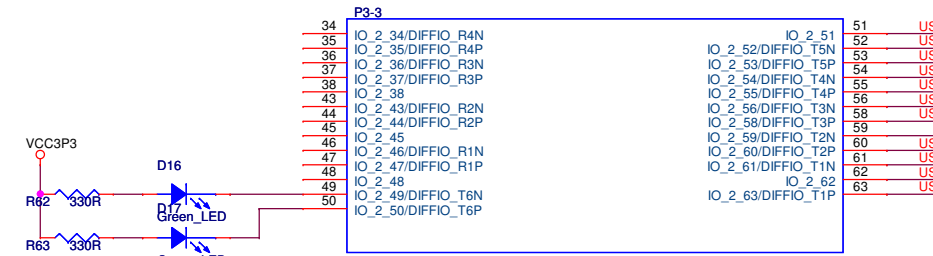 P3-3
34 IO_2_34/DIFFIO_R4N IO_2_51 51
35 IO_2_35/DIFFIO_R4P IO_2_52/DIFFIO_T5N 52
36 IO_2_36/DIFFIO_R3N IO_2_53/DIFFIO_T5P 53
37 IO_2_37/DIFFIO_R3P IO_2_54/DIFFIO_T4N 54
38 IO_2_38 IO_2_55/DIFFIO_T4P 55
43 IO_2_43/DIFFIO_R2N IO_2_56/DIFFIO_T3N 56
44 IO_2_44/DIFFIO_R2P IO_2_58/DIFFIO_T3P 58
45 IO_2_45 IO_2_59/DIFFIO_T2N 59
46 IO_2_46/DIFFIO_R1N IO_2_60/DIFFIO_T2P 60
47 IO_2_47/DIFFIO_R1P IO_2_61/DIFFIO_T1N 61
48 IO_2_48 IO_2_62 62
49 IO_2_49/DIFFIO_T6N IO_2_63/DIFFIO_T1P 63
50 IO_2_50/DIFFIO_T6P
VCC3P3
D16
R62 330R
D17
Green_LED
R63 330R